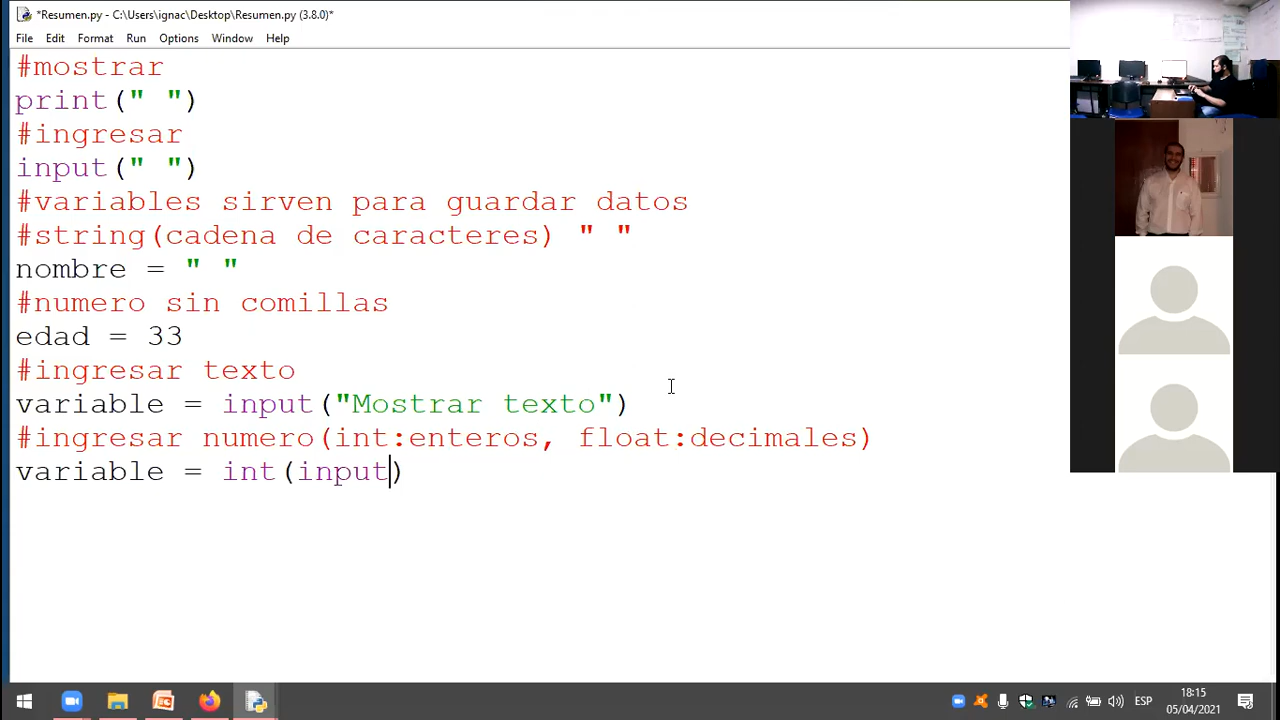 *Resumen.py - C:\Users\ignac\Desktop\Resumen.py (3.8.0)*
File Edit Format Run Options Window Help
#mostrar
print(" ")
#ingresar
input(" ")
#variables sirven para guardar datos
#string(cadena de caracteres) " "
nombre = " "
#numero sin comillas
edad = 33
#ingresar texto
variable = input("Mostrar texto")
#ingresar numero(int:enteros, float:decimales)
variable = int(input)
ESP
18:15
05/04/2021